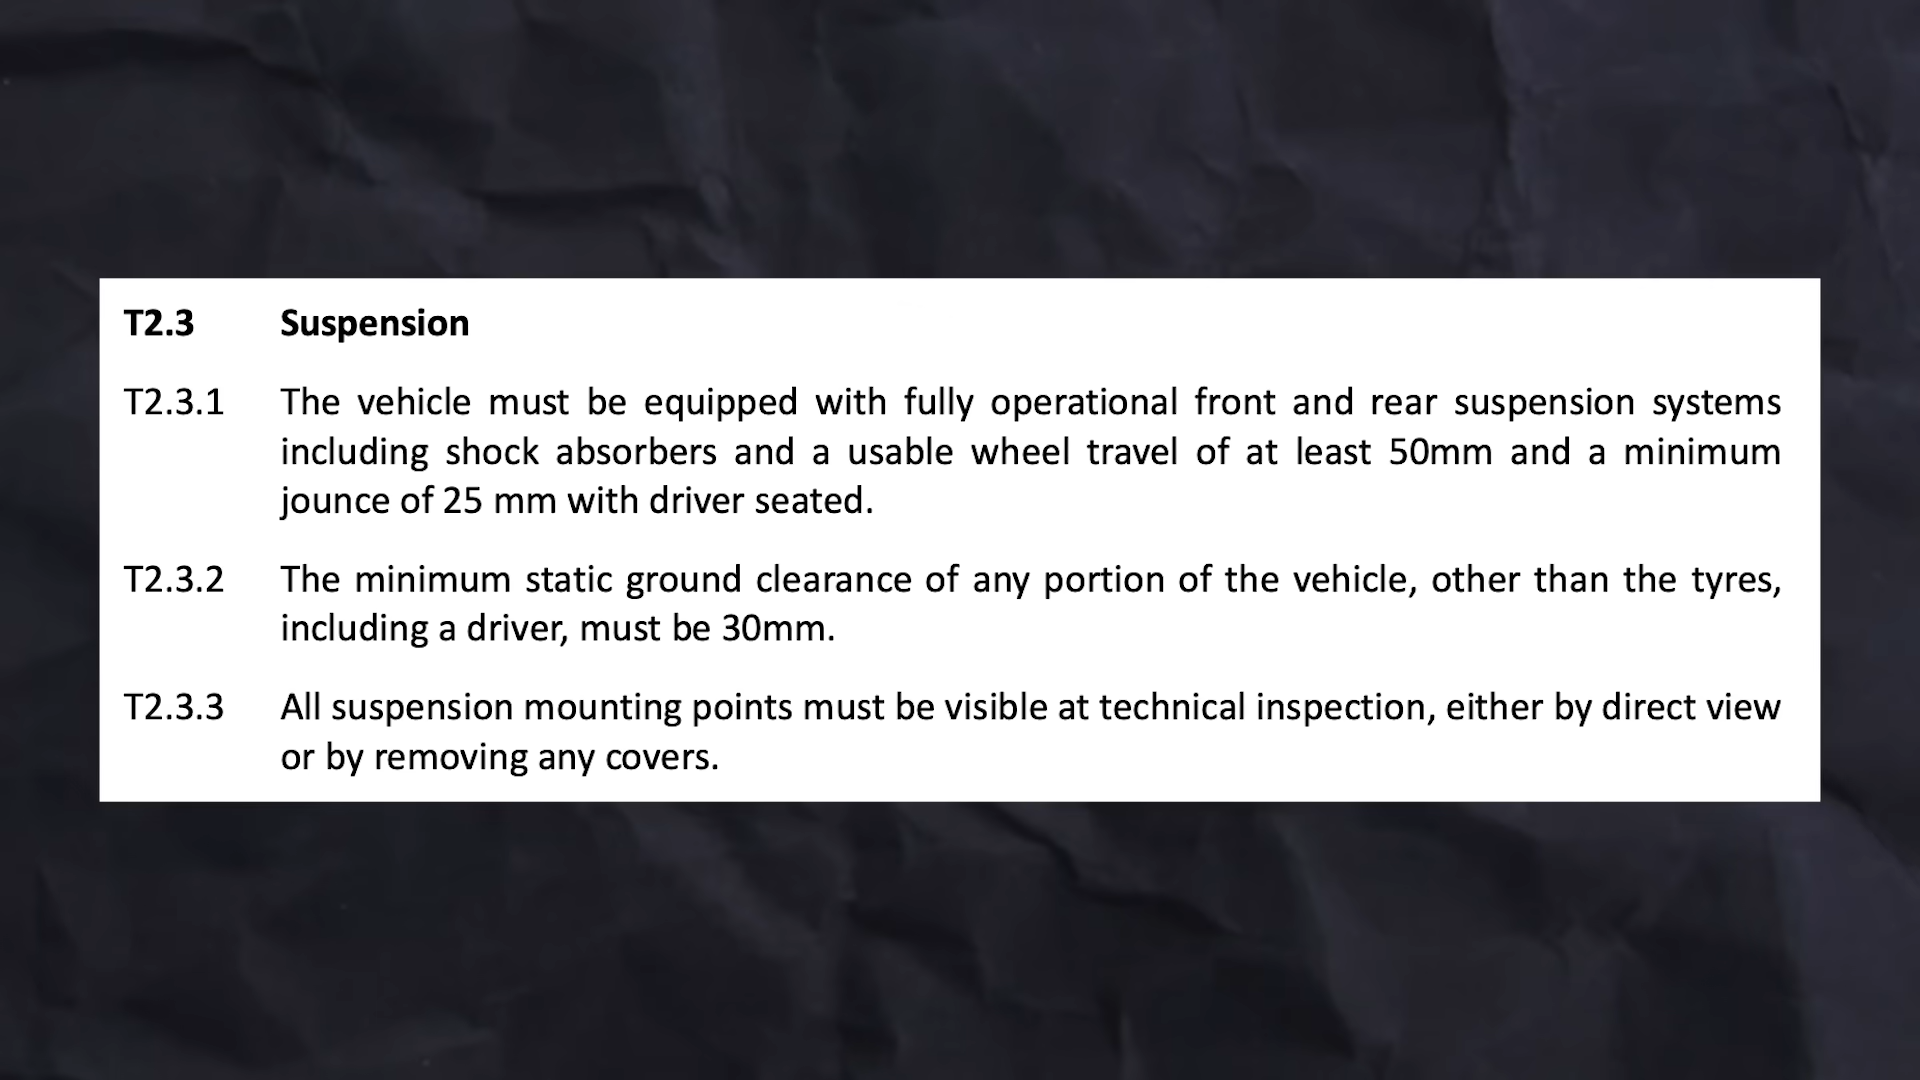 T2.3 Suspension
T2.3.1 The vehicle must be equipped with fully operational front and rear suspension systems
including shock absorbers and a usable wheel travel of at least 50mm and a minimum
jounce of 25 mm with driver seated.
T2.3.2 The minimum static ground clearance of any portion of the vehicle, other than the tyres,
including a driver, must be 30mm.
T2.3.3 All suspension mounting points must be visible at technical inspection, either by direct view
or by removing any covers.